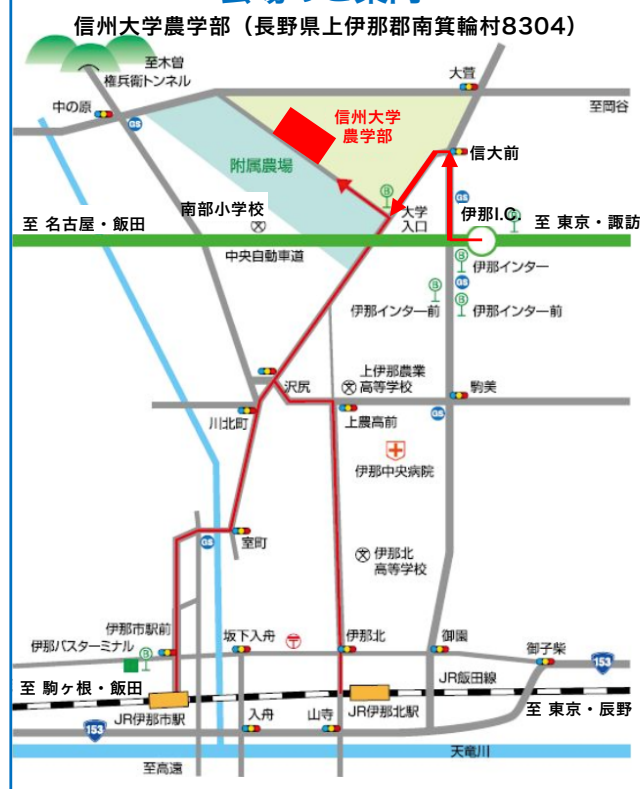 信州大学農学部（長野県上伊那郡南箕輪村8304）
至木曽
権兵衛トンネル
大萱
中の原
GS
至岡谷
信州大学
農学部
信大前
附属農場
B
大学
入口
GS
伊那I.C.
B
南部小学校
文
至 名古屋・飯田
至 東京・諏訪
中央自動車道
B
伊那インター
B
GS
伊那インター前
B
伊那インター前
沢尻
上伊那農業
高等学校
文
駒美
川北町
上農高前
GS
伊那中央病院
GS
室町
文
伊那北
高等学校
伊那市駅前
伊那バスターミナル
B
坂下入舟
〒
伊那北
御園
御子柴
153
至 駒ヶ根・飯田
JR飯田線
153
JR伊那市駅
入舟
山寺
JR伊那北駅
至 東京・辰野
天竜川
至高遠